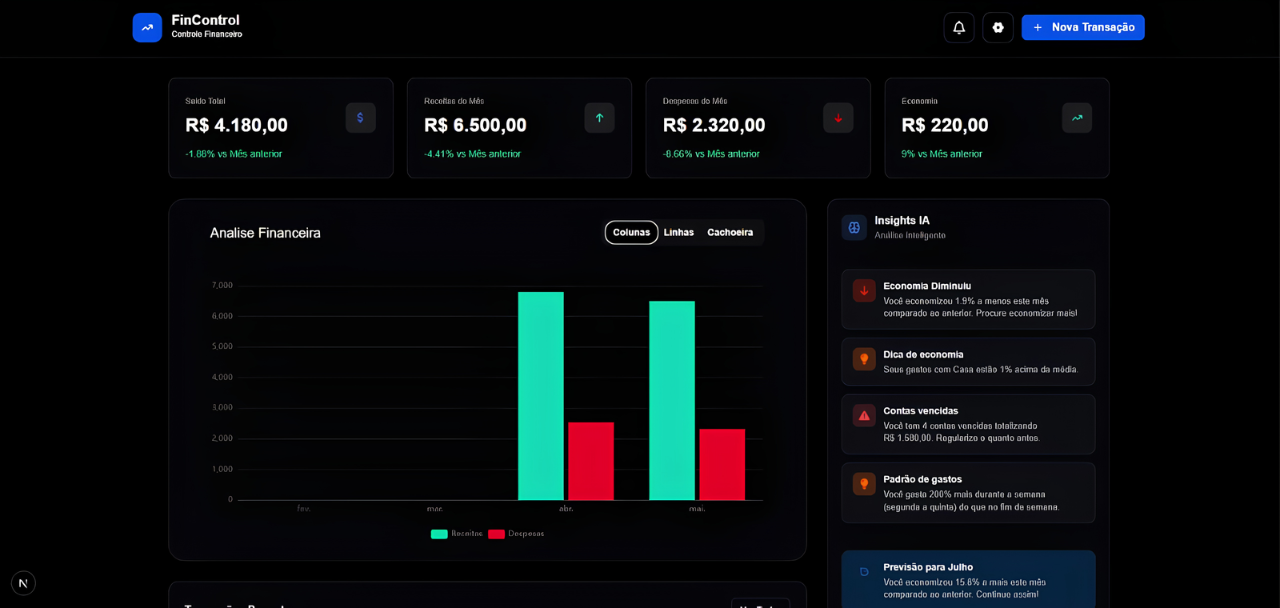 FinControl
Controle Financeiro
+ Nova Transação
Saldo Total
R$ 4.180,00
-1.88% vs Mês anterior
Receitas do Mês
R$ 6.500,00
-4.41% vs Mês anterior
Despesas do Mês
R$ 2.320,00
-8.66% vs Mês anterior
Economia
R$ 220,00
9% vs Mês anterior
Analise Financeira
Colunas Linhas Cachoeira
7,000
6,000
5,000
4,000
3,000
2,000
1,000
0
fev. mar. abr. mai.
Receitas Despesas
Insights IA
Análise Inteligente
Economia Diminuiu
Você economizou 1.9% a menos este mês
comparado ao anterior. Procure economizar mais!
Dica de economia
Seus gastos com Casa estão 1% acima da média.
Contas vencidas
Você tem 4 contas vencidas totalizando
R$ 1.680,00. Regularize o quanto antes.
Padrão de gastos
Você gasta 200% mais durante a semana
(segunda a quinta) do que no fim de semana.
Previsão para Julho
Você economizou 15.8% a mais este mês
comparado ao anterior. Continue assim!
N